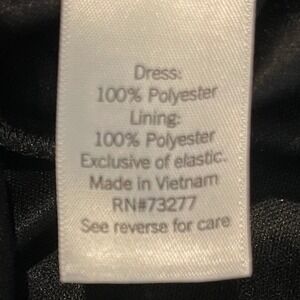 Dress:
100% Polyester
Lining:
100% Polyester
Exclusive of elastic.
Made in Vietnam
RN#73277
See reverse for care